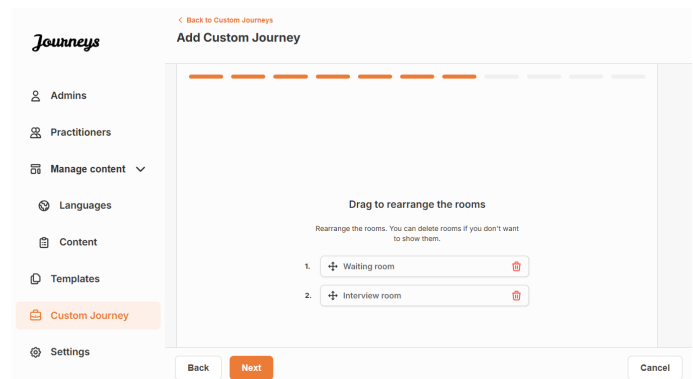 Journeys
Admins
Practitioners
Manage content
Languages
Content
Templates
Custom Journey
Settings
Back to Custom Journeys
Add Custom Journey
Drag to rearrange the rooms
Rearrange the rooms. You can delete rooms if you don't want
to show them.
1. Waiting room
2. Interview room
Back
Next
Cancel